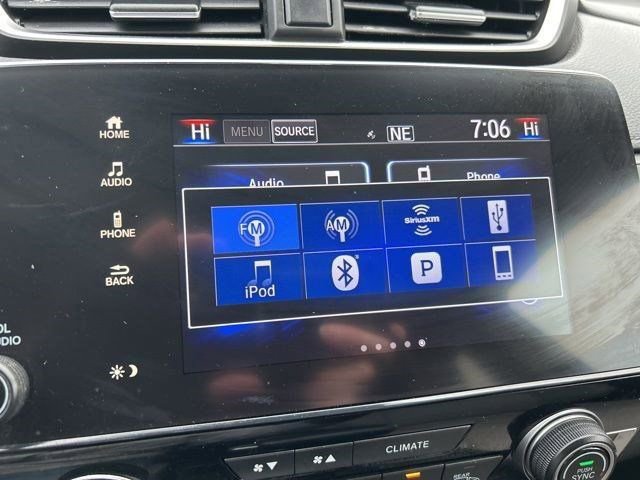 Hi MENU SOURCE NE 7:06 Hi
HOME
AUDIO
PHONE
BACK
Audio Phone
FM AM SiriusXM
iPod P
CLIMATE
REAR
PUSH
SYNC